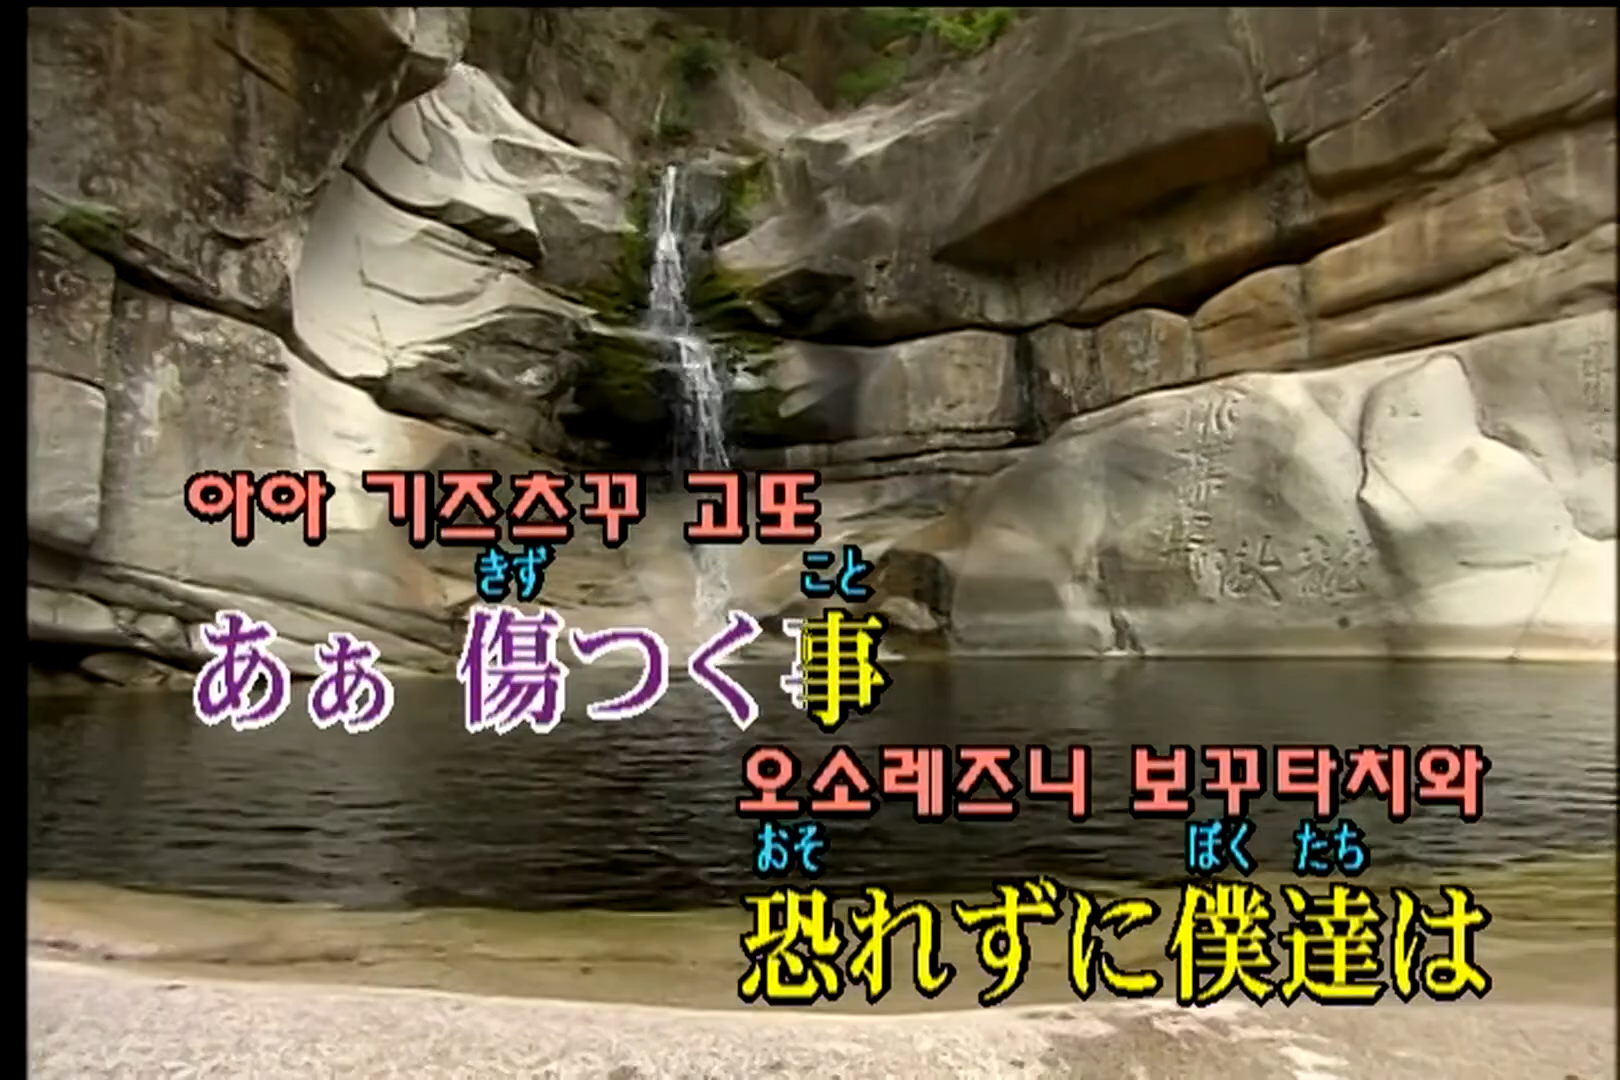 아아 기즈츠꾸 고또
きず こと
あぁ 傷つく事
오소레즈니 보꾸타치와
おそ ぼく たち
恐れずに僕達は